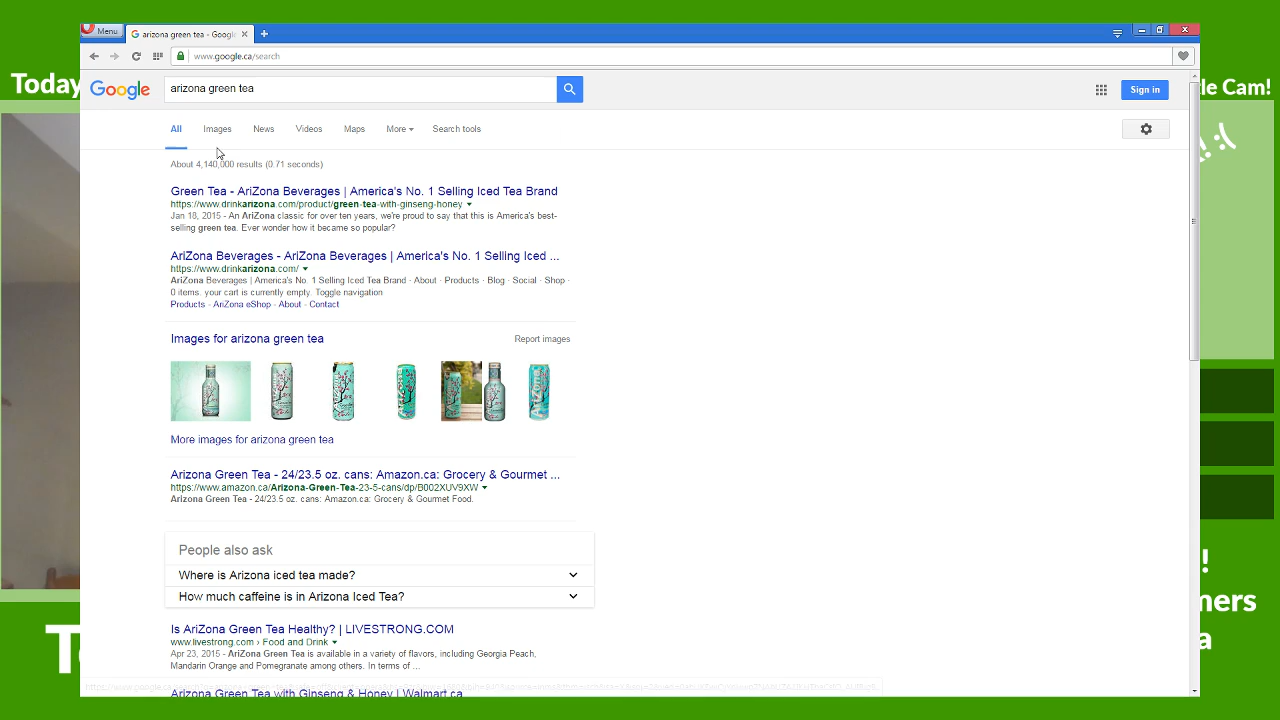 Menu
arizona green tea - Google
www.google.ca/search
Today
le Cam!
Google
arizona green tea
Sign in
All Images News Videos Maps More Search tools
About 4,140,000 results (0.71 seconds)
Green Tea - AriZona Beverages | America's No. 1 Selling Iced Tea Brand
https://www.drinkarizona.com/product/green-tea-with-ginseng-honey
Jan 18, 2015 - An AriZona classic for over ten years, we're proud to say that this is America's best-
selling green tea. Ever wonder how it became so popular?
AriZona Beverages - AriZona Beverages | America's No. 1 Selling Iced ...
https://www.drinkarizona.com/
AriZona Beverages | America's No. 1 Selling Iced Tea Brand · About · Products · Blog · Social · Shop ·
0 items. your cart is currently empty. Toggle navigation
Products - AriZona eShop - About - Contact
Images for arizona green tea
Report images
More images for arizona green tea
Arizona Green Tea - 24/23.5 oz. cans: Amazon.ca: Grocery & Gourmet ...
https://www.amazon.ca/Arizona-Green-Tea-23-5-cans/dp/B002XUV9XW
Arizona Green Tea - 24/23.5 oz. cans: Amazon.ca: Grocery & Gourmet Food.
People also ask
Where is Arizona iced tea made?
How much caffeine is in Arizona Iced Tea?
Is AriZona Green Tea Healthy? | LIVESTRONG.COM
www.livestrong.com › Food and Drink
Apr 23, 2015 - AriZona Green Tea is available in a variety of flavors, including Georgia Peach,
Mandarin Orange and Pomegranate among others. In terms of ...
Arizona Green Tea with Ginseng & Honey | Walmart.ca
!
mers
a